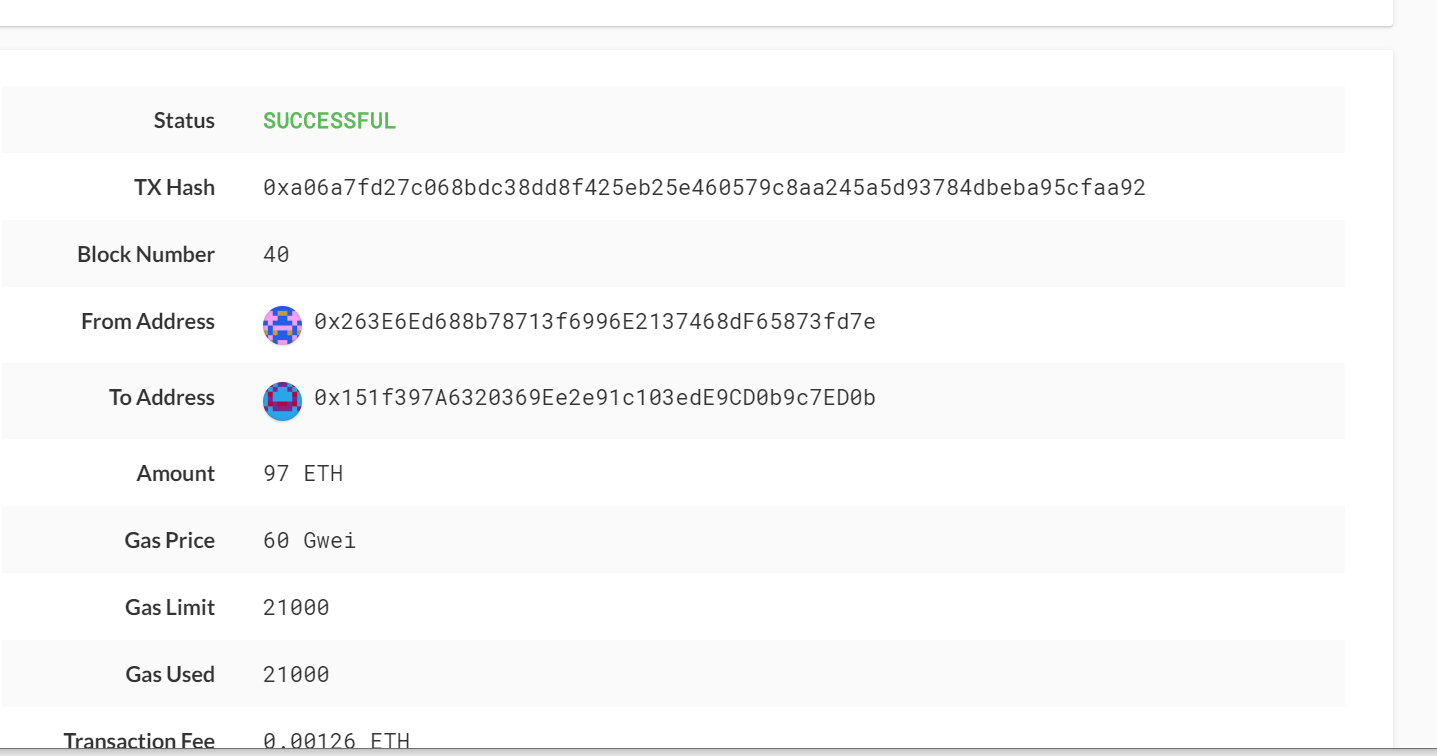 Status SUCCESSFUL
TX Hash 0xa06a7fd27c068bdc38dd8f425eb25e460579c8aa245a5d93784dbeba95cfaa92
Block Number 40
From Address 0x263E6Ed688b78713f6996E2137468dF65873fd7e
To Address 0x151f397A6320369Ee2e91c103edE9CD0b9c7ED0b
Amount 97 ETH
Gas Price 60 Gwei
Gas Limit 21000
Gas Used 21000
Transaction Fee 0.00126 ETH